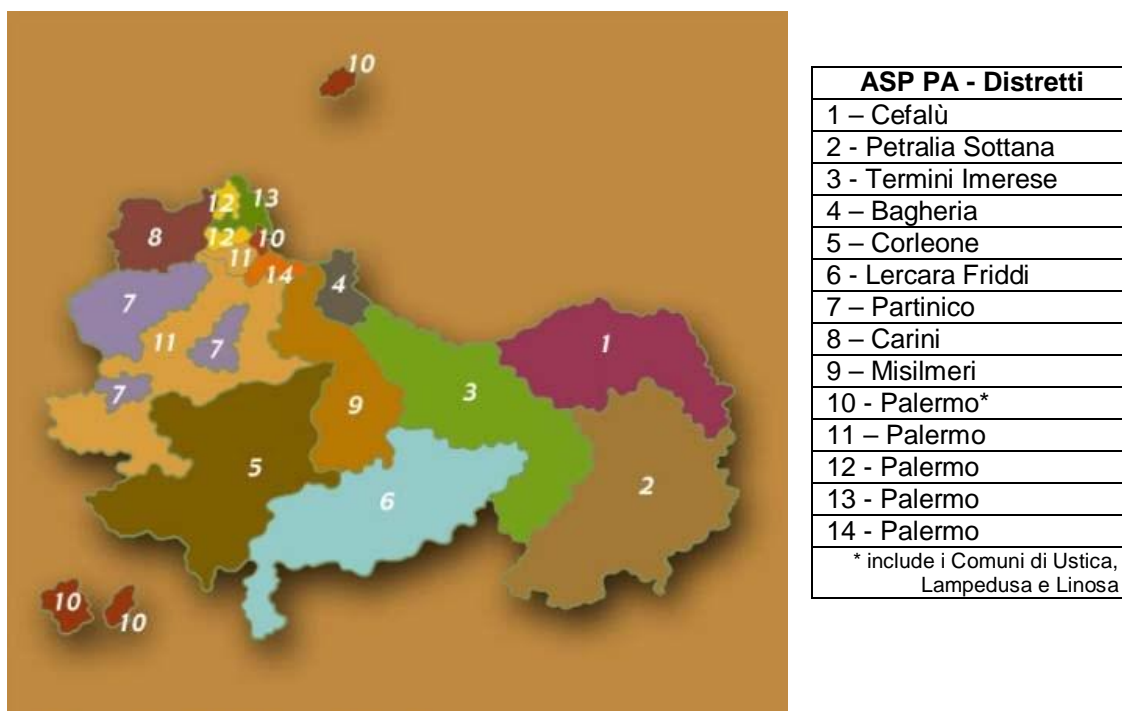 10
12
13
8
12
10
11
14
4
7
11
7
1
7
9
3
5
6
2
10
10
ASP PA - Distretti
1 – Cefalù
2 - Petralia Sottana
3 - Termini Imerese
4 – Bagheria
5 – Corleone
6 - Lercara Friddi
7 – Partinico
8 – Carini
9 – Misilmeri
10 - Palermo*
11 – Palermo
12 - Palermo
13 - Palermo
14 - Palermo
* include i Comuni di Ustica,
Lampedusa e Linosa